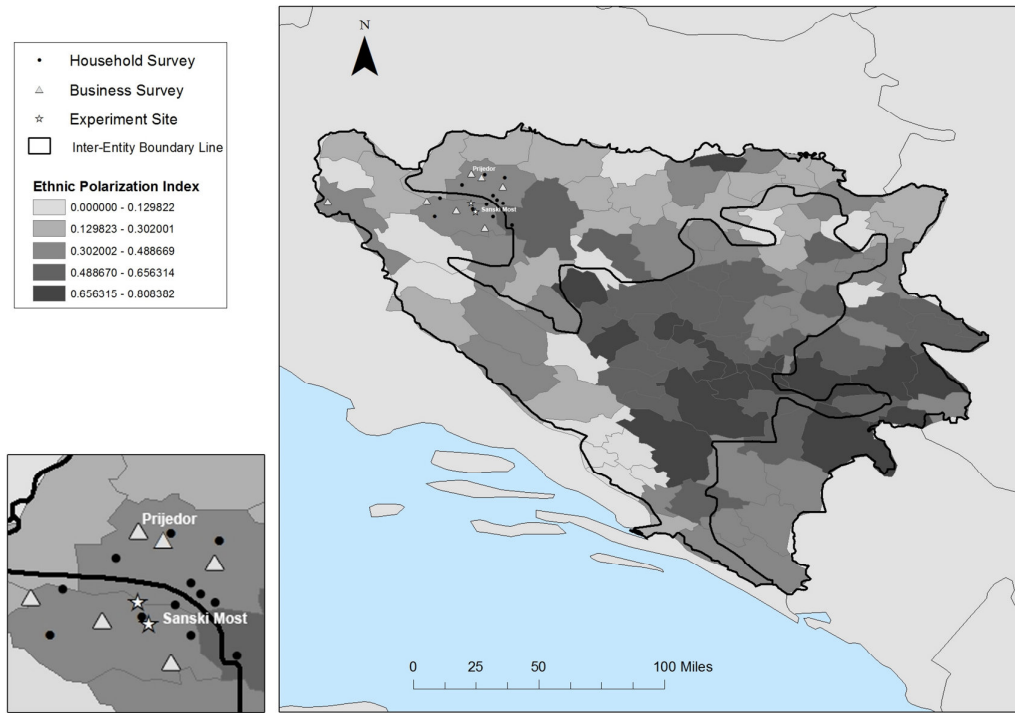 Household Survey
Business Survey
Experiment Site
Inter-Entity Boundary Line
Ethnic Polarization Index
0.000000 - 0.129822
0.129823 - 0.302001
0.302002 - 0.488669
0.488670 - 0.656314
0.656315 - 0.808382
N
Prijedor
Sanski Most
0 25 50 100 Miles
Prijedor
Sanski Most